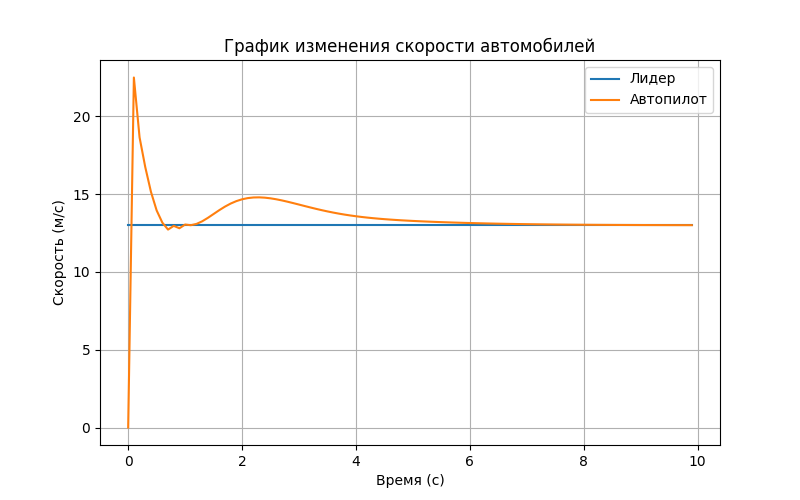 График изменения скорости автомобилей
Лидер
Автопилот
Скорость (м/с)
20
15
10
5
0
0 2 4 6 8 10
Время (с)